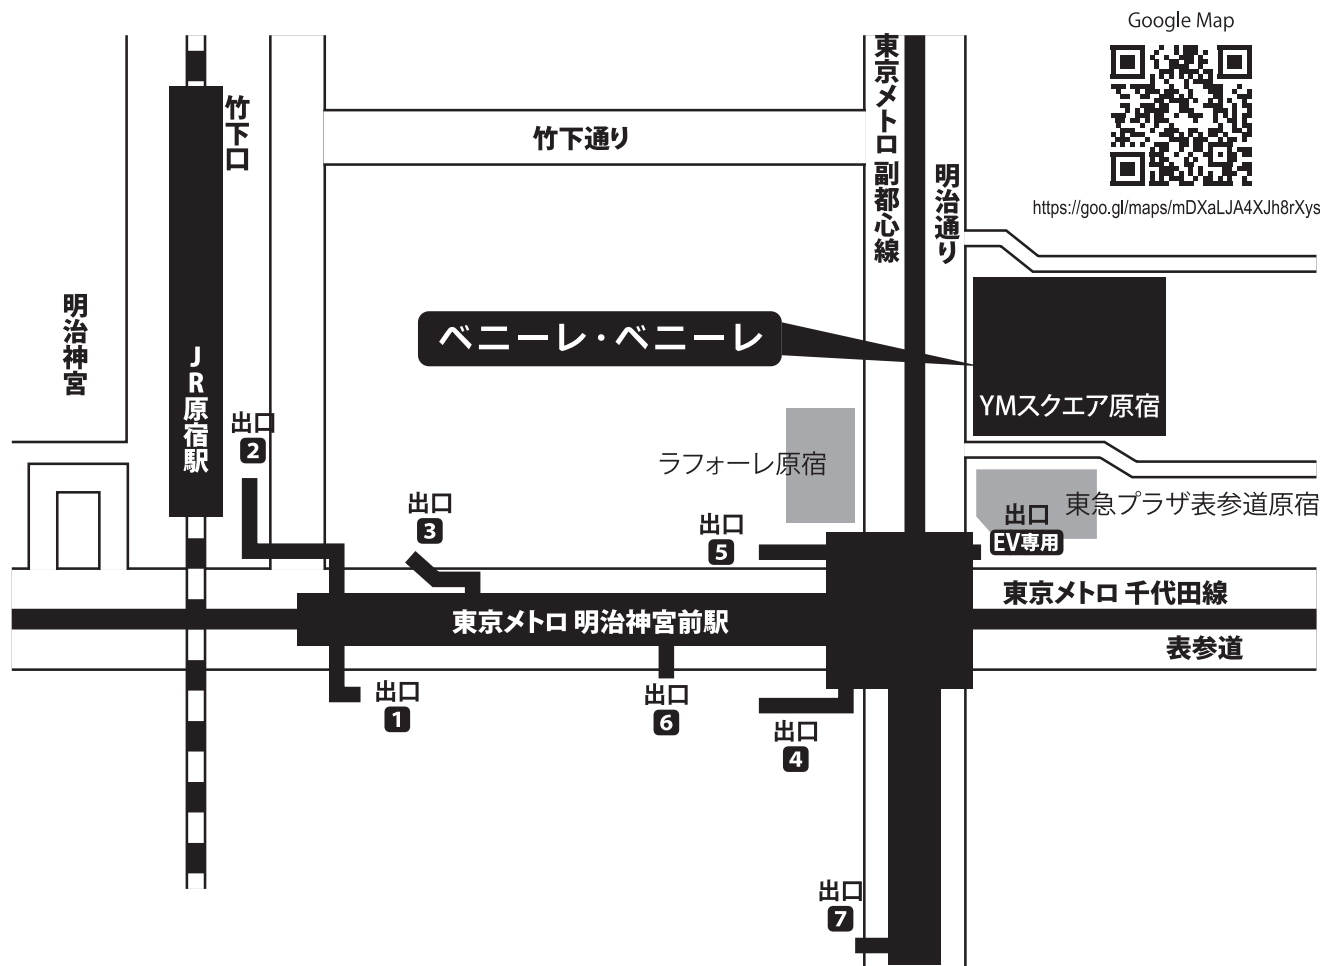 Google Map
https://goo.gl/maps/mDXaLJA4XJh8rXys
東京メトロ 副都心線
竹下口
竹下通り
明治通り
明治神宮
JR原宿駅
ベニーレ・ベニーレ
YMスクエア原宿
出口
2
ラフォーレ原宿
東急プラザ表参道原宿
出口
3
出口
5
出口
EV専用
東京メトロ 千代田線
東京メトロ 明治神宮前駅
表参道
出口
1
出口
6
出口
4
出口
7